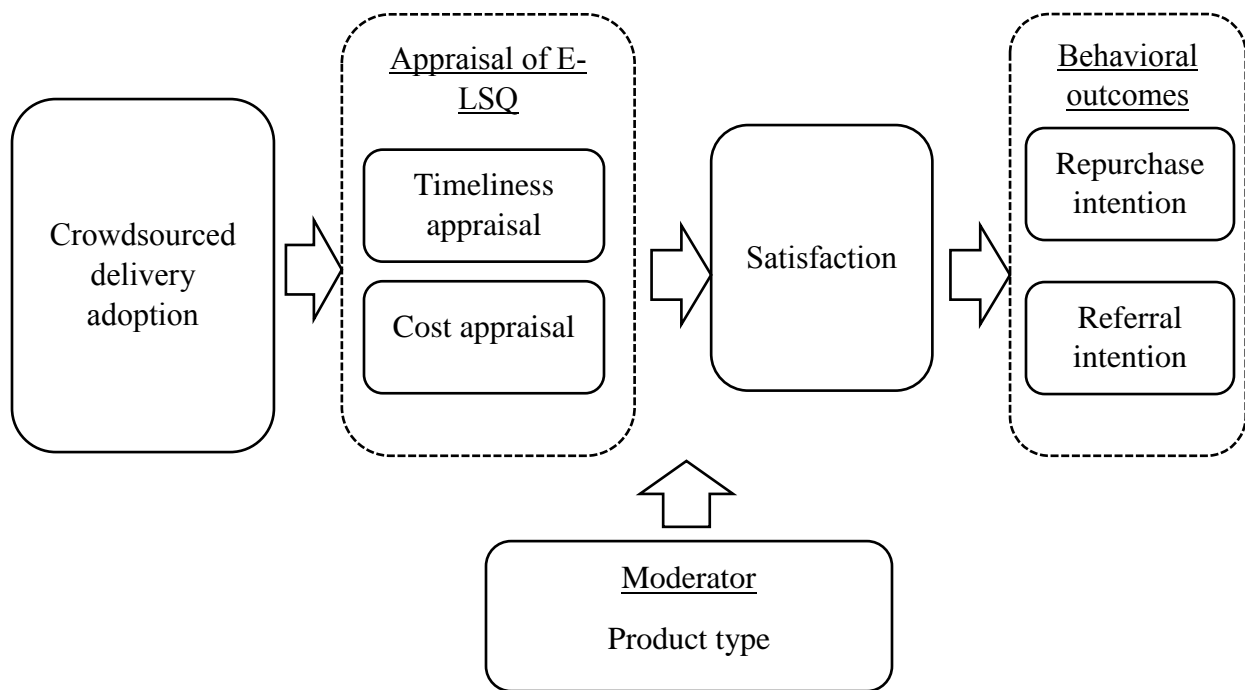 Crowdsourced
delivery
adoption
Appraisal of E-
LSQ
Timeliness
appraisal
Cost appraisal
Satisfaction
Behavioral
outcomes
Repurchase
intention
Referral
intention
Moderator
Product type